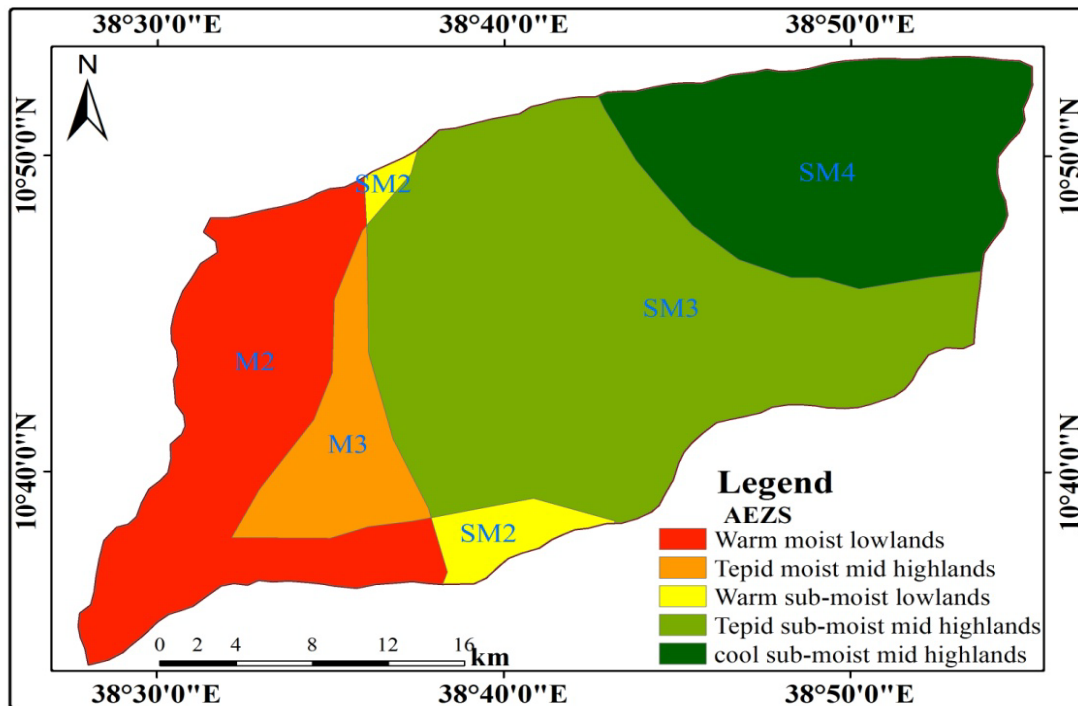 38°30'0"E 38°40'0"E 38°50'0"E
N
10°50'0"N 10°50'0"N
SM2
SM4
SM3
M2
M3
10°40'0"N 10°40'0"N
SM2
Legend
AEZS
Warm moist lowlands
Tepid moist mid highlands
Warm sub-moist lowlands
Tepid sub-moist mid highlands
cool sub-moist mid highlands
0 2 4 8 12 16
km
38°30'0"E 38°40'0"E 38°50'0"E